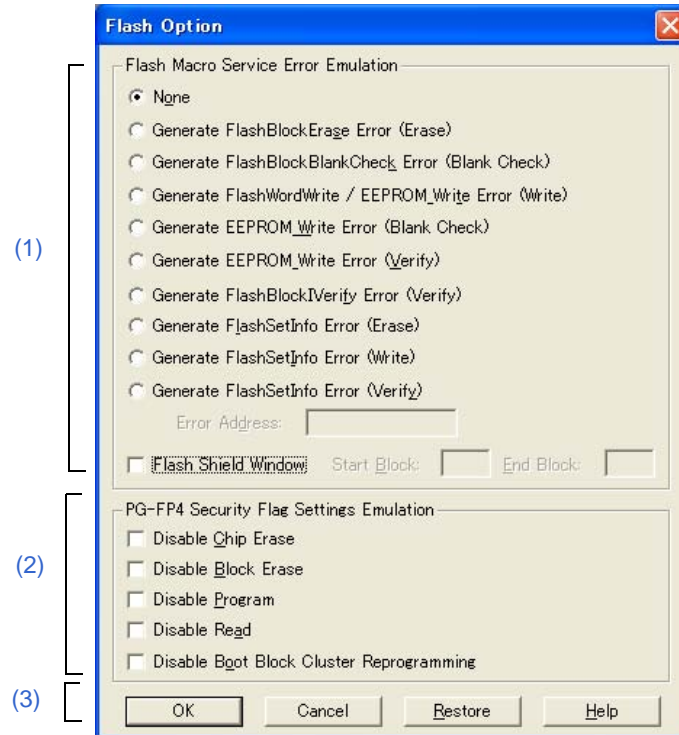 Flash Option
Flash Macro Service Error Emulation
None
Generate FlashBlockErase Error (Erase)
Generate FlashBlockBlankCheck Error (Blank Check)
Generate FlashWordWrite / EEPROM_Write Error (Write)
(1)
Generate EEPROM_Write Error (Blank Check)
Generate EEPROM_Write Error (Verify)
Generate FlashBlockIVerify Error (Verify)
Generate FlashSetInfo Error (Erase)
Generate FlashSetInfo Error (Write)
Generate FlashSetInfo Error (Verify)
Error Address:
Flash Shield Window Start Block: End Block:
PG-FP4 Security Flag Settings Emulation
Disable Chip Erase
(2) Disable Block Erase
Disable Program
Disable Read
Disable Boot Block Cluster Reprogramming
(3) OK Cancel Restore Help